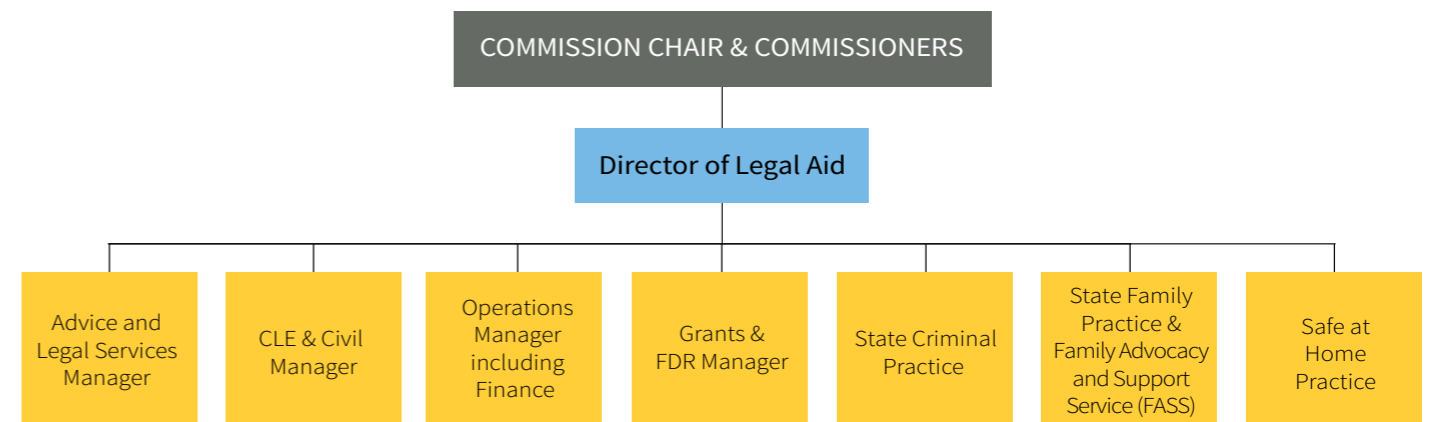 COMMISSION CHAIR & COMMISSIONERS
Director of Legal Aid
Advice and
Legal Services
Manager
CLE & Civil
Manager
Operations
Manager
including
Finance
Grants &
FDR Manager
State Criminal
Practice
State Family
Practice &
Family Advocacy
and Support
Service (FASS)
Safe at
Home
Practice